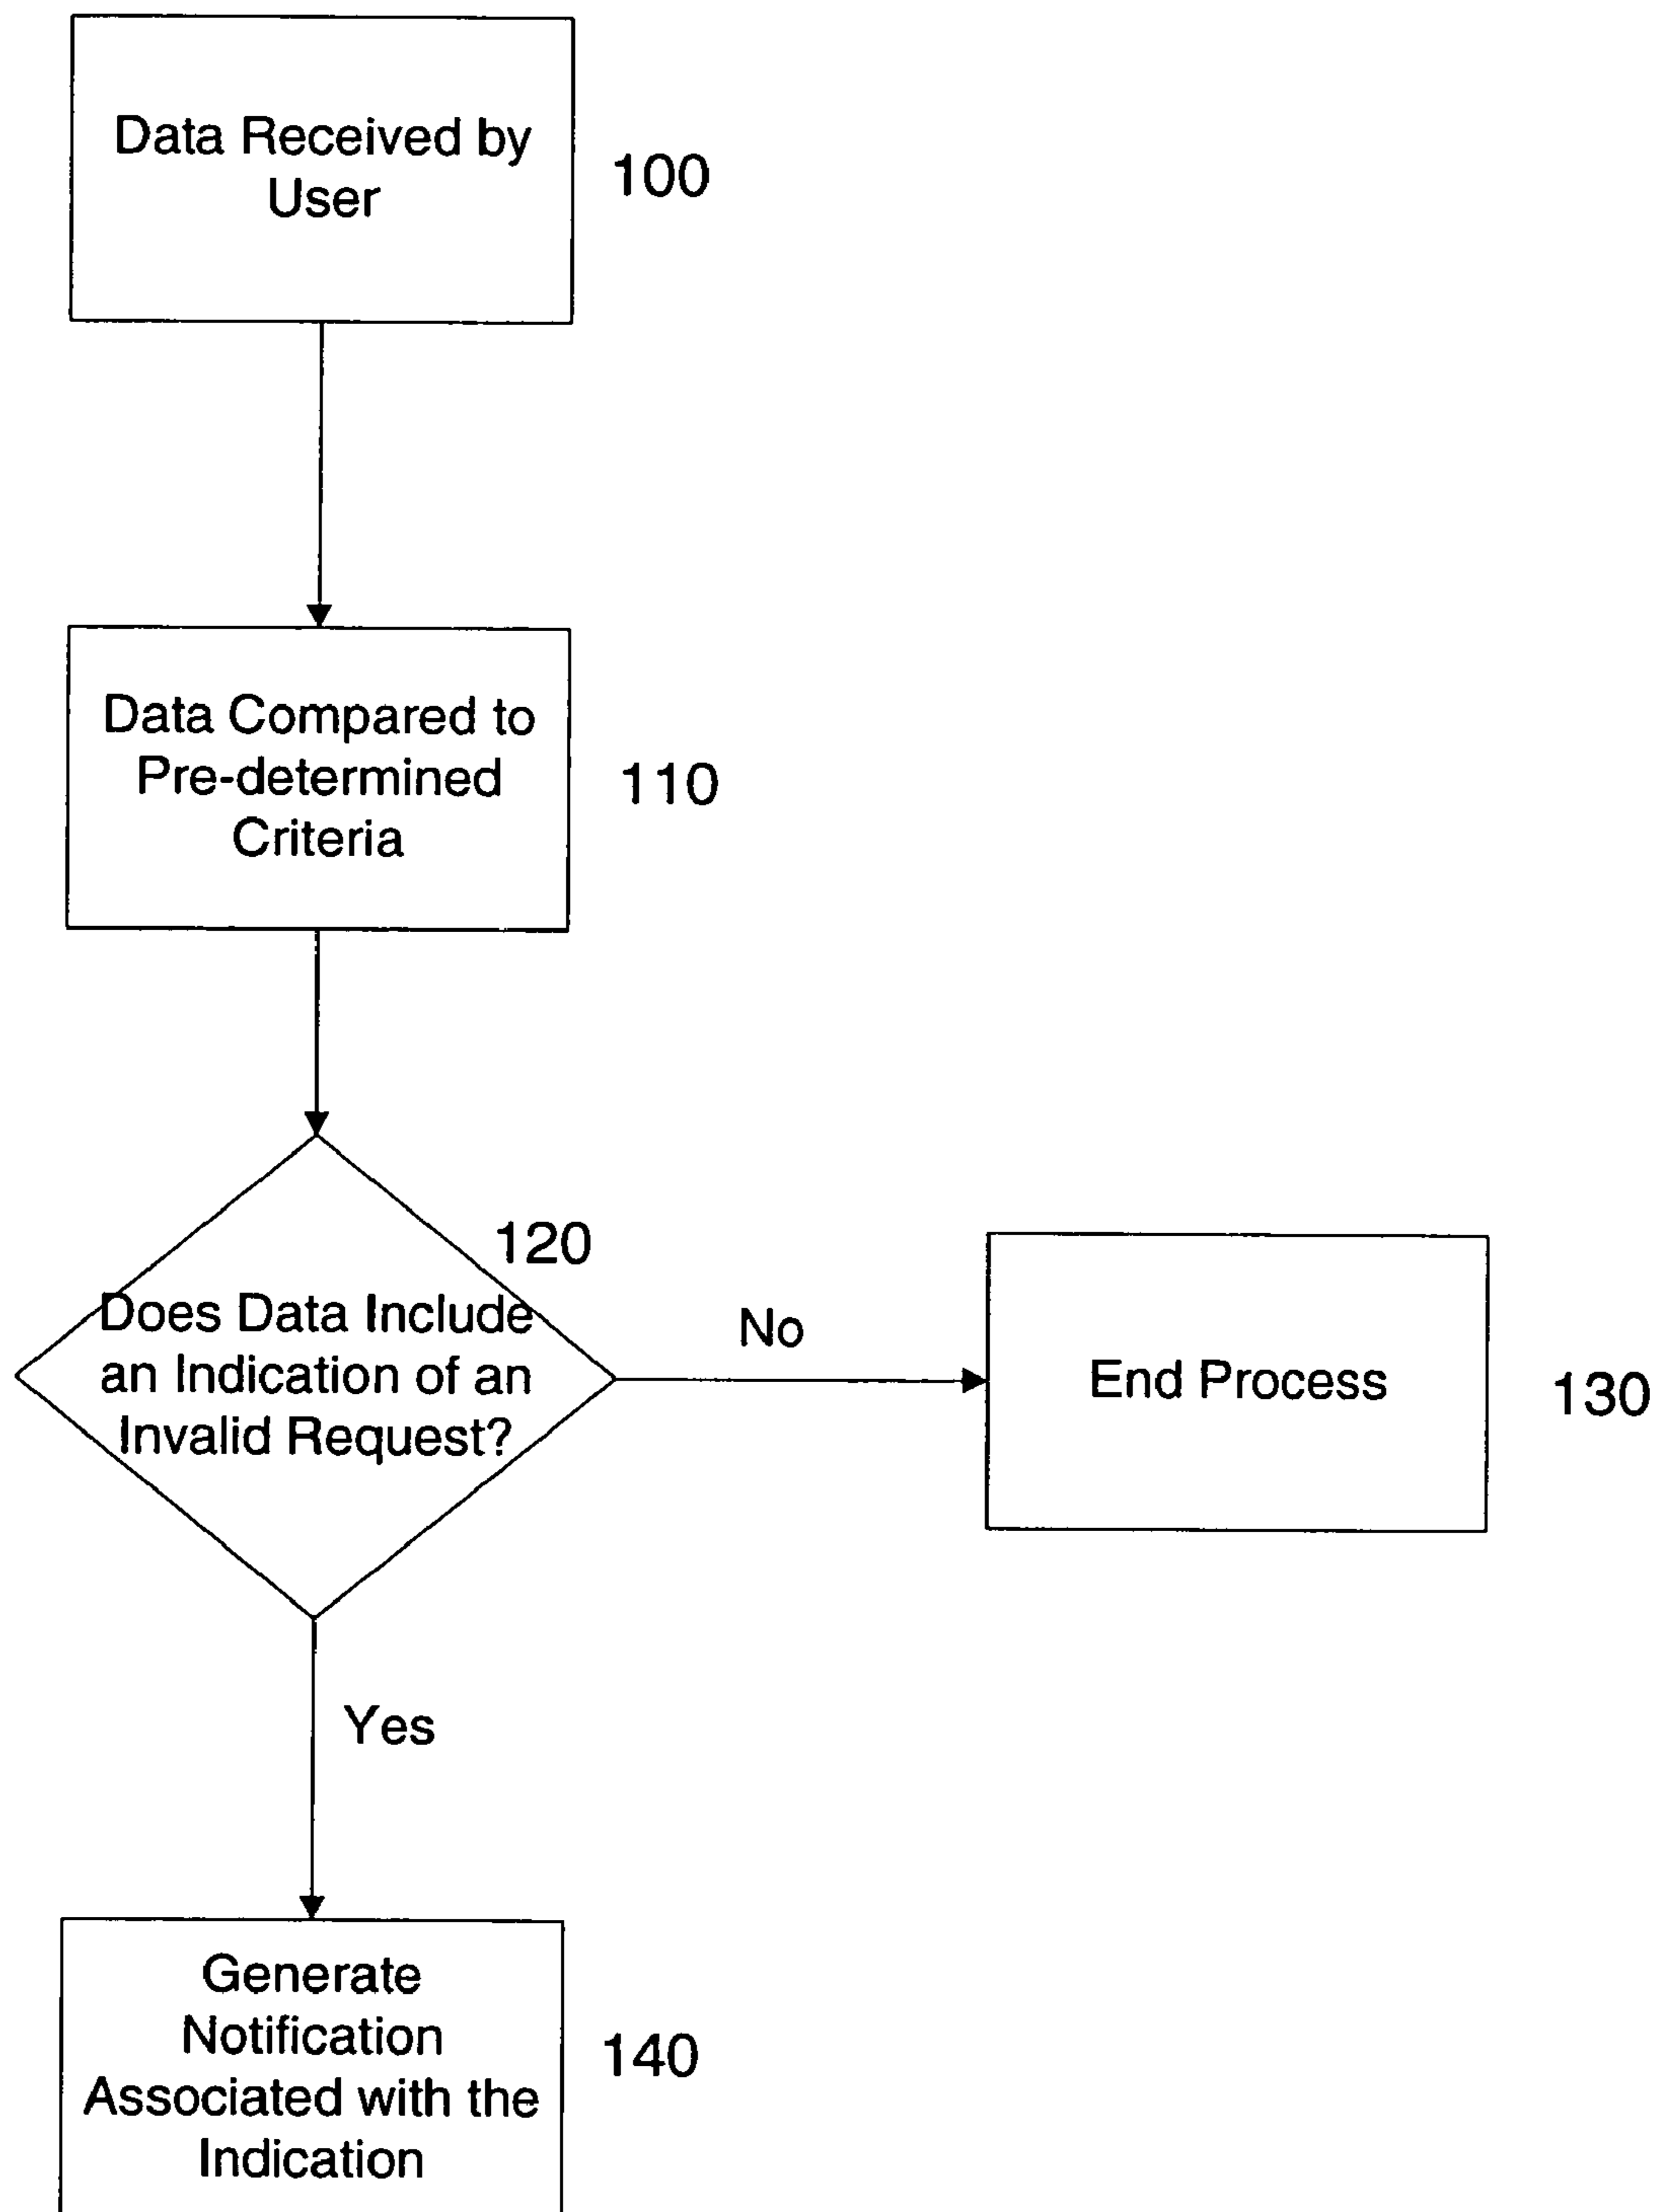 Data Received by
User
100
Data Compared to
Pre-determined
Criteria
110
120
Does Data Include
an Indication of an
Invalid Request?
No
End Process
130
Yes
Generate
Notification
Associated with the
Indication
140